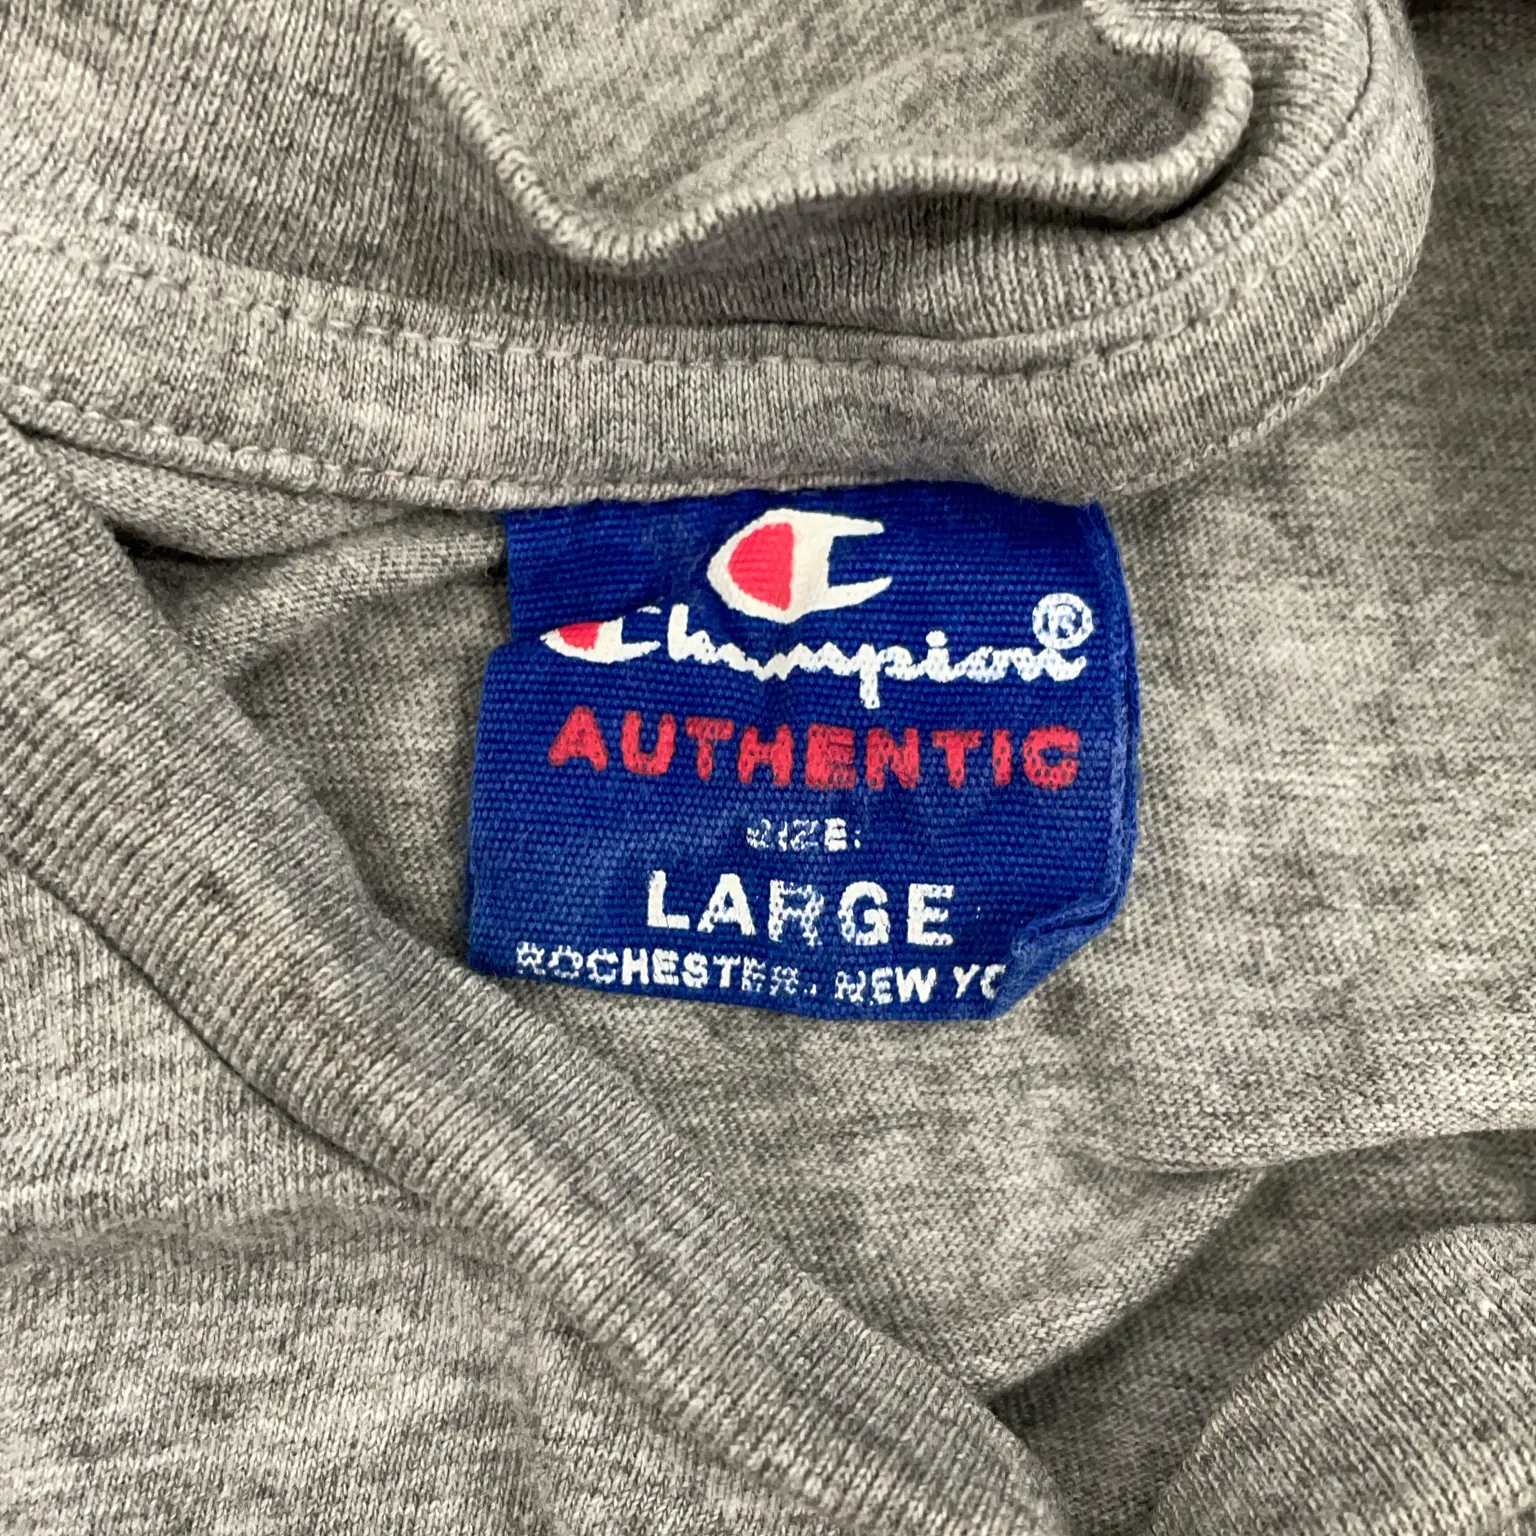 Champion®
AUTHENTIC
SIZE:
LARGE
ROCHESTER, NEW YO